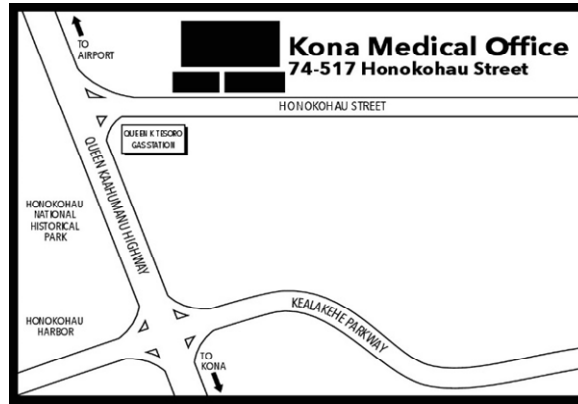 TO
AIRPORT
Kona Medical Office
74-517 Honokohau Street
HONOKOHAU STREET
QUEEN K TESORO
GAS STATION
QUEEN KAAHUMANU HIGHWAY
HONOKOHAU
NATIONAL
HISTORICAL
PARK
HONOKOHAU
HARBOR
KEALAKEHE PARKWAY
TO
KONA